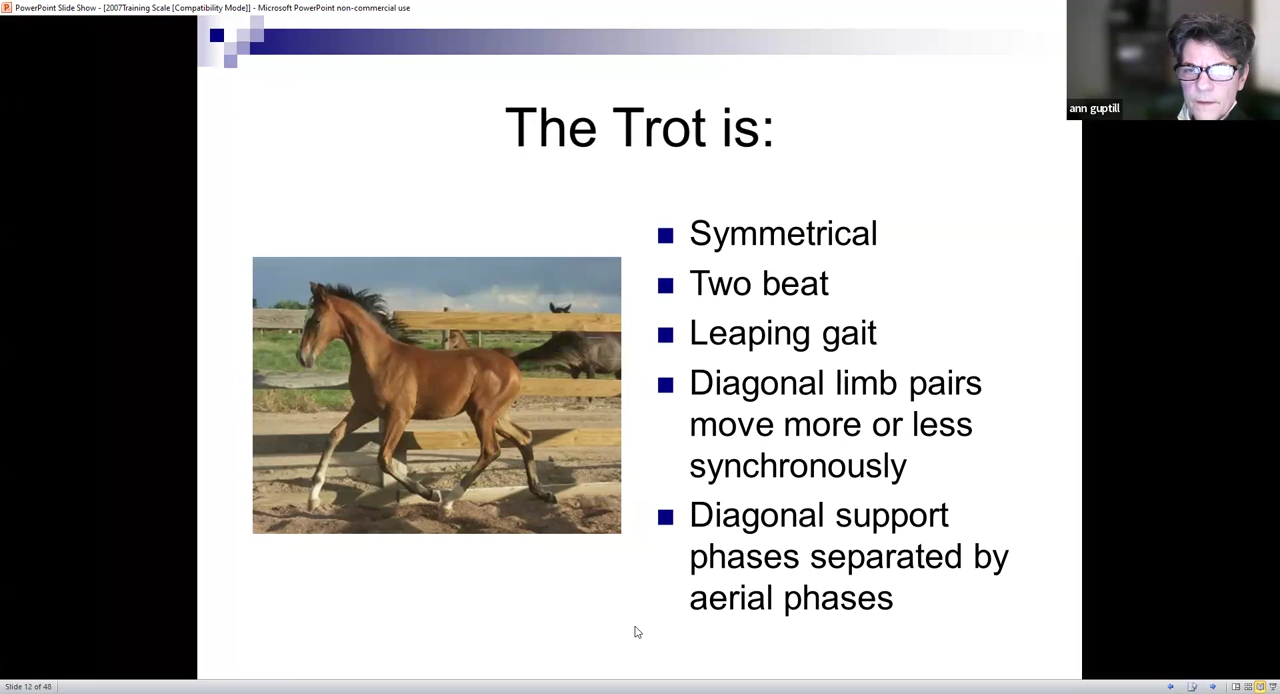 PowerPoint Slide Show - [2007Training Scale [Compatibility Mode]] - Microsoft PowerPoint non-commercial use
ann guptill
The Trot is:
Symmetrical
Two beat
Leaping gait
Diagonal limb pairs
move more or less
synchronously
Diagonal support
phases separated by
aerial phases
Slide 12 of 48